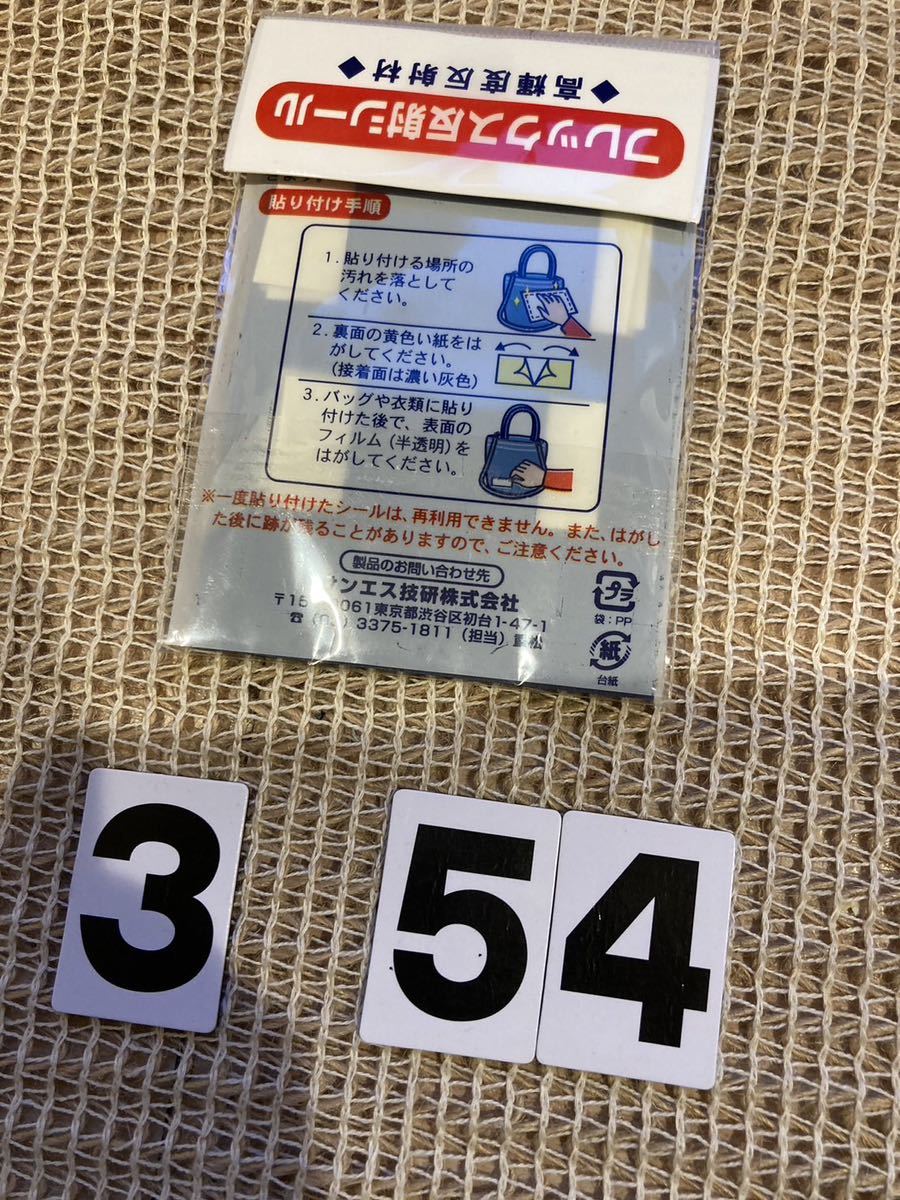 フレックス反射シール
◆高輝度反射材◆
貼り付け手順
1. 貼り付ける場所の
汚れを落として
ください。
2. 裏面の黄色い紙をは
がしてください。
(接着面は濃い灰色)
3. バッグや衣類に貼り
付けた後で、表面の
フィルム(半透明)を
はがしてください。
※一度貼り付けたシールは、再利用できません。また、はがし
た後に跡が残ることがありますので、ご注意ください。
製品のお問い合わせ先
サンエス技研株式会社
061東京都渋谷区初台1-47-1
3375-1811(担当)重松
プラ
袋:PP
紙
台紙
3 54